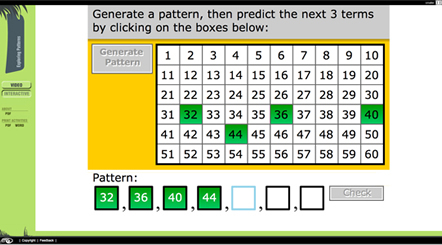 Generate a pattern, then predict the next 3 terms
by clicking on the boxes below:
Generate
Pattern
1 2 3 4 5 6 7 8 9 10
11 12 13 14 15 16 17 18 19 20
21 22 23 24 25 26 27 28 29 30
31 32 33 34 35 36 37 38 39 40
41 42 43 44 45 46 47 48 49 50
51 52 53 54 55 56 57 58 59 60
Pattern:
32, 36, 40, 44, , ,
Check
Exploring Patterns
VIDEO
INTERACTIVE
PDF
PDF WORD
| Copyright | Feedback |